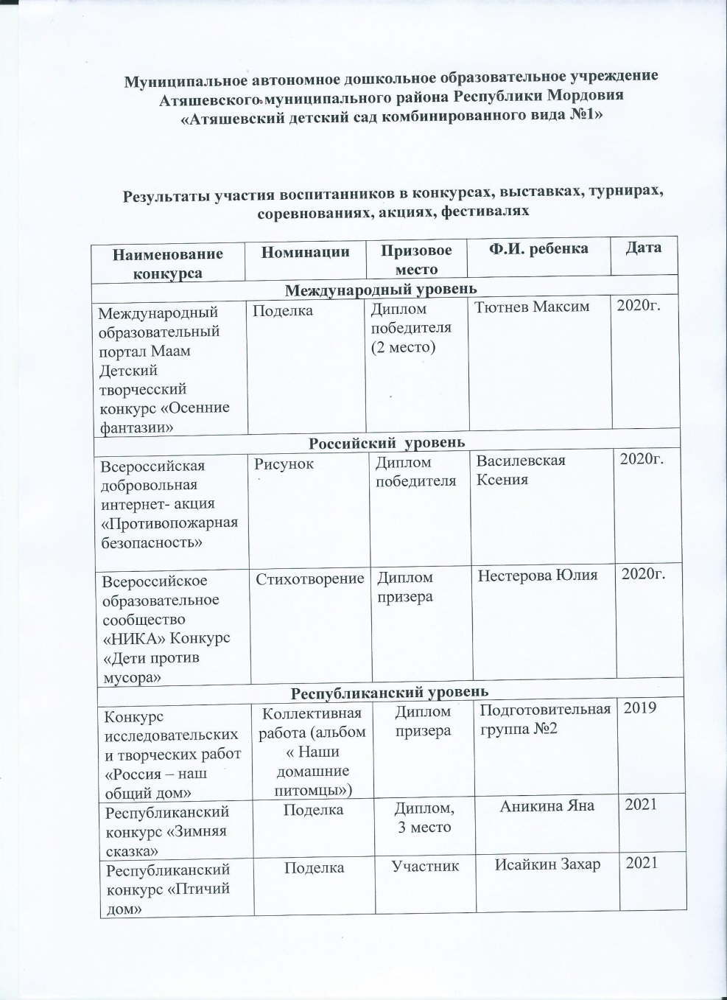 Муниципальное автономное дошкольное образовательное учреждение
Атяшевского муниципального района Республики Мордовия
«Атяшевский детский сад комбинированного вида №1»
Результаты участия воспитанников в конкурсах, выставках, турнирах,
соревнованиях, акциях, фестивалях
Наименование
конкурса
Номинации
Призовое
место
Ф.И. ребенка
Дата
Международный уровень
Международный
образовательный
портал Маам
Детский
творчесский
конкурс «Осенние
фантазии»
Поделка
Диплом
победителя
(2 место)
Тютнев Максим
2020г.
Российский уровень
Всероссийская
добровольная
интернет- акция
«Противопожарная
безопасность»
Рисунок
Диплом
победителя
Василевская
Ксения
2020г.
Всероссийское
образовательное
сообщество
«НИКА» Конкурс
«Дети против
мусора»
Стихотворение
Диплом
призера
Нестерова Юлия
2020г.
Республиканский уровень
Конкурс
исследовательских
и творческих работ
«Россия – наш
общий дом»
Коллективная
работа (альбом
« Наши
домашние
питомцы»)
Диплом
призера
Подготовительная
группа №2
2019
Республиканский
конкурс «Зимняя
сказка»
Поделка
Диплом,
3 место
Аникина Яна
2021
Республиканский
конкурс «Птичий
дом»
Поделка
Участник
Исайкин Захар
2021